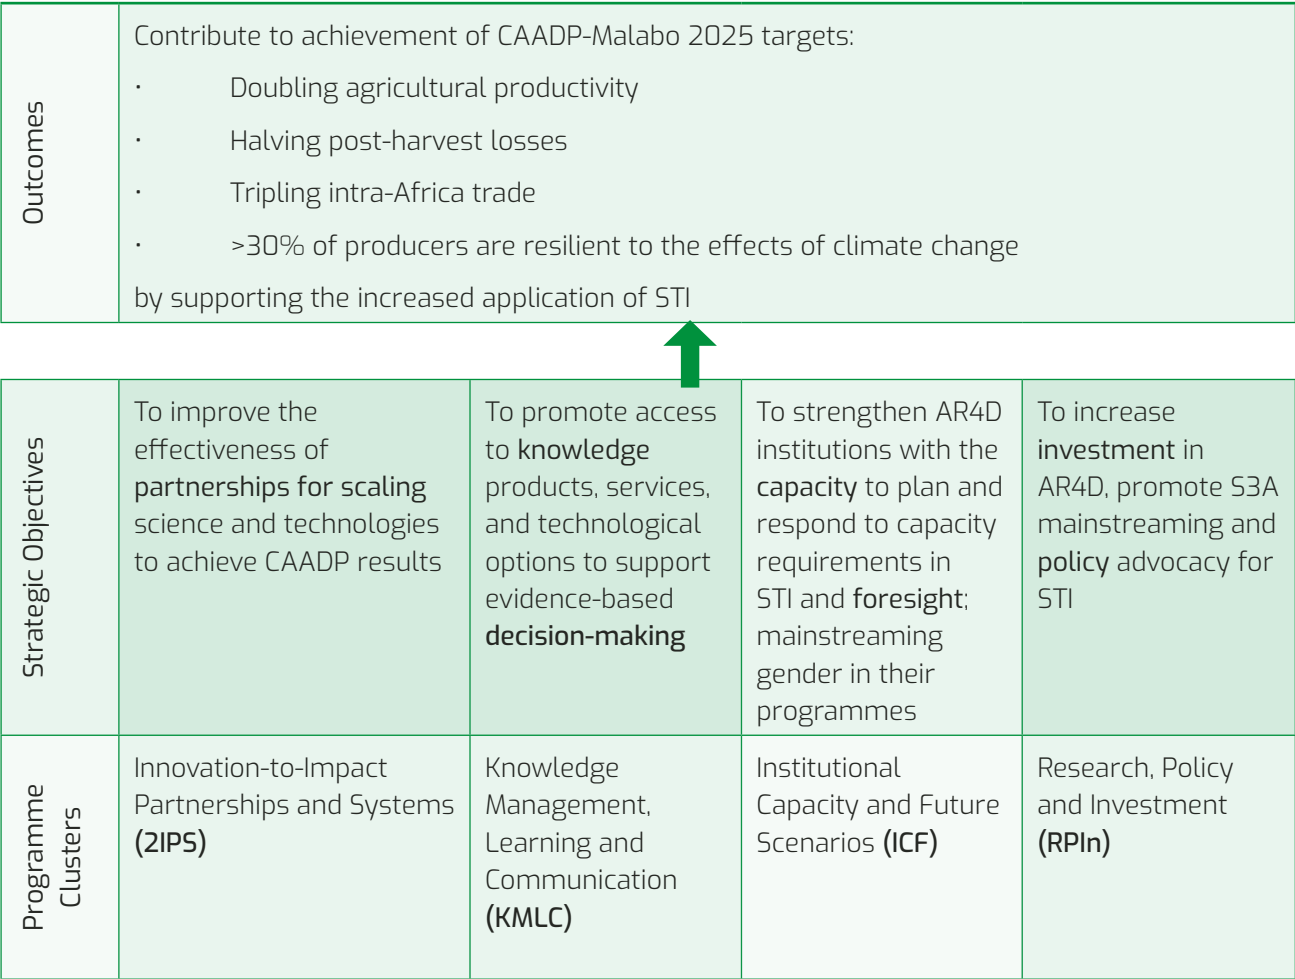 Outcomes
Contribute to achievement of CAADP-Malabo 2025 targets:
· Doubling agricultural productivity
· Halving post-harvest losses
· Tripling intra-Africa trade
· >30% of producers are resilient to the effects of climate change
by supporting the increased application of STI
Strategic Objectives
To improve the
effectiveness of
partnerships for scaling
science and technologies
to achieve CAADP results
To promote access
to knowledge
products, services,
and technological
options to support
evidence-based
decision-making
To strengthen AR4D
institutions with the
capacity to plan and
respond to capacity
requirements in
STI and foresight;
mainstreaming
gender in their
programmes
To increase
investment in
AR4D, promote S3A
mainstreaming and
policy advocacy for
STI
Programme
Clusters
Innovation-to-Impact
Partnerships and Systems
(2IPS)
Knowledge
Management,
Learning and
Communication
(KMLC)
Institutional
Capacity and Future
Scenarios (ICF)
Research, Policy
and Investment
(RPIn)